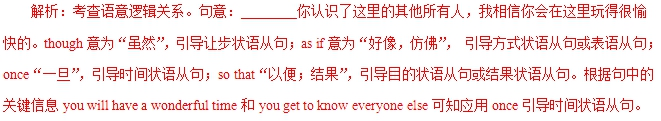 解析：考查语意逻辑关系。句意：________你认识了这里的其他所有人，我相信你会在这里玩得很愉
快的。though 意为“虽然”，引导让步状语从句；as if 意为“好像，仿佛”， 引导方式状语从句或表语从句；
once“一旦”，引导时间状语从句；so that “以便；结果”，引导目的状语从句或结果状语从句。根据句中的
关键信息 you will have a wonderful time 和 you get to know everyone else 可知应用 once 引导时间状语从句。